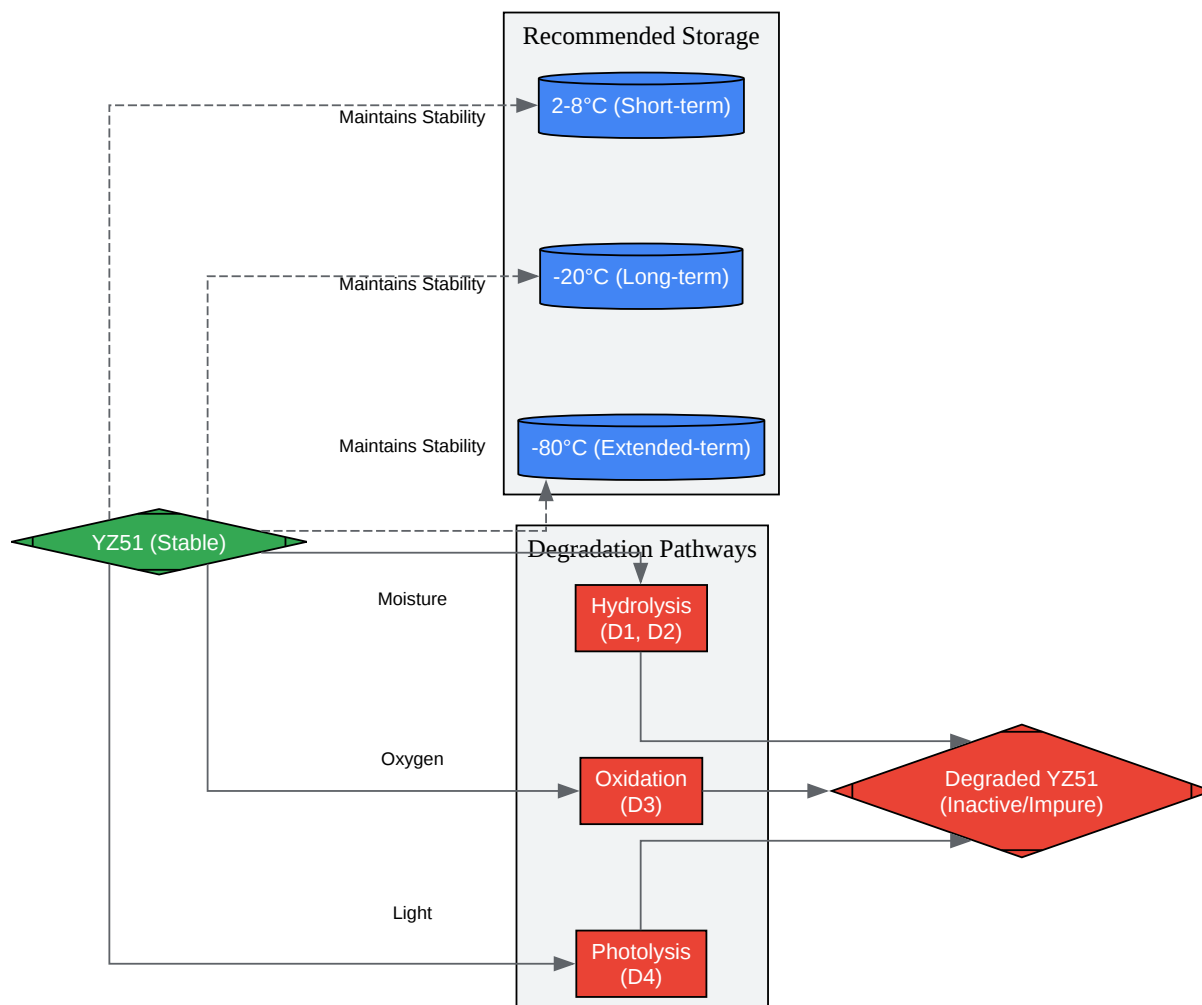 Recommended Storage
2-8°C (Short-term)
Maintains Stability
-20°C (Long-term)
Maintains Stability
-80°C (Extended-term)
Maintains Stability
YZ51 (Stable)
Degradation Pathways
Moisture
Hydrolysis
(D1, D2)
Oxygen
Oxidation
(D3)
Degraded YZ51
(Inactive/Impure)
Light
Photolysis
(D4)